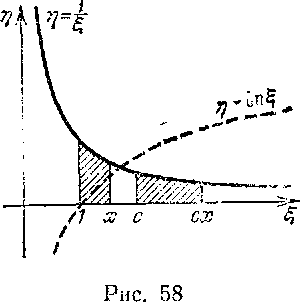 η
η = 1/ξ
η = ln ξ
1 x c cx ξ
Рис. 58